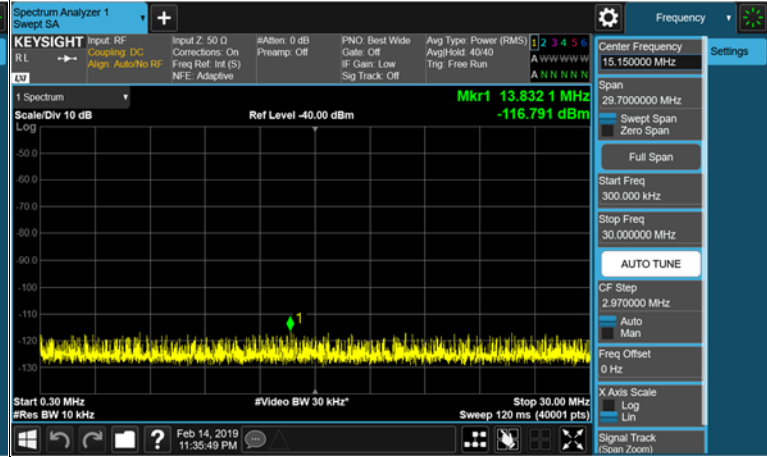 Spectrum Analyzer 1
Swept SA
+
Frequency
Settings
KEYSIGHT
R L
LXI
Input: RF
Coupling: DC
Align: Auto/No RF
Input Z: 50 Ω
Corrections: On
Freq Ref: Int (S)
NFE: Adaptive
#Atten: 0 dB
Preamp: Off
PNO: Best Wide
Gate: Off
IF Gain: Low
Sig Track: Off
Avg Type: Power (RMS)
Avg|Hold: 40/40
Trig: Free Run
1 2 3 4 5 6
A W W W W W
A N N N N N
1 Spectrum
Scale/Div 10 dB
Ref Level -40.00 dBm
Mkr1 13.832 1 MHz
-116.791 dBm
Log
-50.0
-60.0
-70.0
-80.0
-90.0
-100
-110
-120
-130
1
Start 0.30 MHz
#Res BW 10 kHz
#Video BW 30 kHz*
Stop 30.00 MHz
Sweep 120 ms (40001 pts)
?
Feb 14, 2019
11:35:49 PM
Center Frequency
15.150000 MHz
Span
29.7000000 MHz
Swept Span
Zero Span
Full Span
Start Freq
300.000 kHz
Stop Freq
30.000000 MHz
AUTO TUNE
CF Step
2.970000 MHz
Auto
Man
Freq Offset
0 Hz
X Axis Scale
Log
Lin
Signal Track
(Span Zoom)